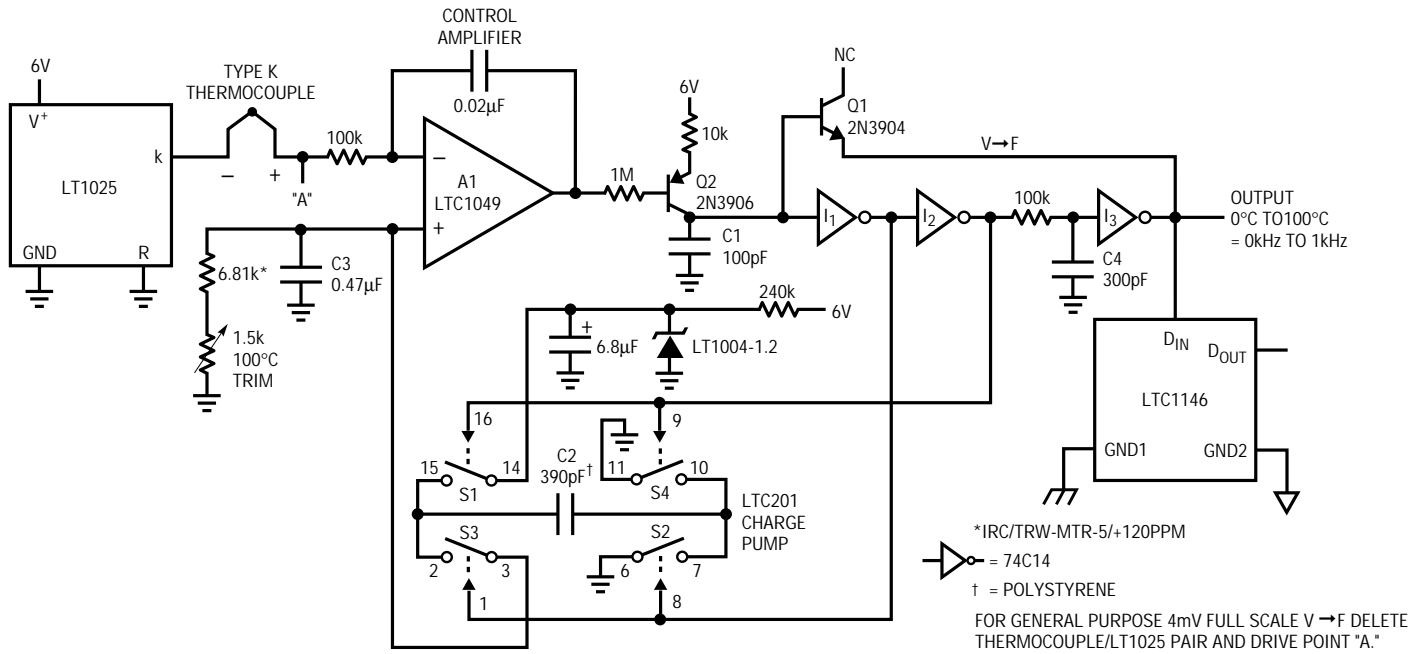 CONTROL
AMPLIFIER
0.02µF
6V
V+
k
LT1025
GND
R
TYPE K
THERMOCOUPLE
–
+
"A"
100k
–
A1
LTC1049
+
6.81k*
C3
0.47µF
1.5k
100°C
TRIM
1M
6V
10k
Q2
2N3906
C1
100pF
NC
Q1
2N3904
V→F
I1
I2
100k
I3
C4
300pF
OUTPUT
0°C TO100°C
= 0kHz TO 1kHz
DIN
DOUT
LTC1146
GND1
GND2
240k
6V
+
6.8µF
LT1004-1.2
16
9
15
14
S1
C2
390pF†
11
10
S4
LTC201
CHARGE
PUMP
S3
2
3
1
S2
6
7
8
*IRC/TRW-MTR-5/+120PPM
= 74C14
† = POLYSTYRENE
FOR GENERAL PURPOSE 4mV FULL SCALE V→F DELETE
THERMOCOUPLE/LT1025 PAIR AND DRIVE POINT "A."